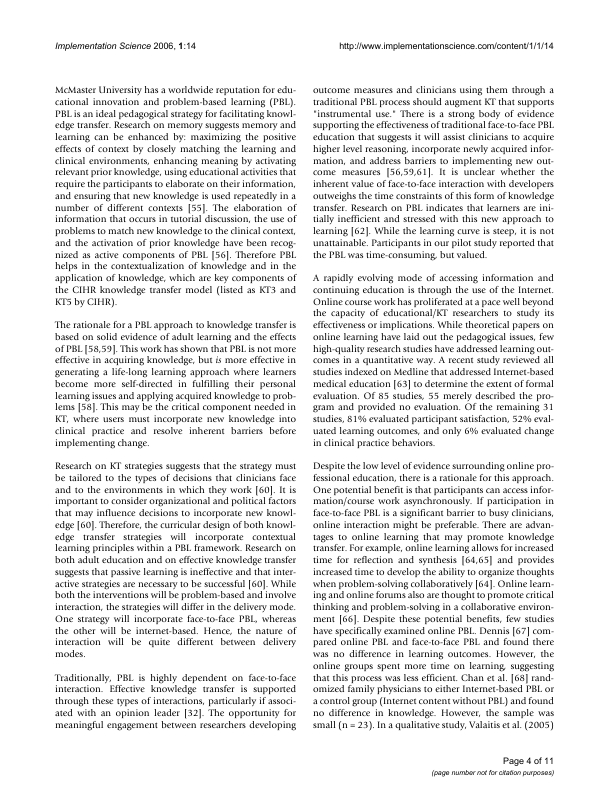 Implementation Science 2006, 1:14
http://www.implementationscience.com/content/1/1/14
McMaster University has a worldwide reputation for edu-
cational innovation and problem-based learning (PBL).
PBL is an ideal pedagogical strategy for facilitating knowl-
edge transfer. Research on memory suggests memory and
learning can be enhanced by: maximizing the positive
effects of context by closely matching the learning and
clinical environments, enhancing meaning by activating
relevant prior knowledge, using educational activities that
require the participants to elaborate on their information,
and ensuring that new knowledge is used repeatedly in a
number of different contexts [55]. The elaboration of
information that occurs in tutorial discussion, the use of
problems to match new knowledge to the clinical context,
and the activation of prior knowledge have been recog-
nized as active components of PBL [56]. Therefore PBL
helps in the contextualization of knowledge and in the
application of knowledge, which are key components of
the CIHR knowledge transfer model (listed as KT3 and
KT5 by CIHR).
The rationale for a PBL approach to knowledge transfer is
based on solid evidence of adult learning and the effects
of PBL [58,59]. This work has shown that PBL is not more
effective in acquiring knowledge, but is more effective in
generating a life-long learning approach where learners
become more self-directed in fulfilling their personal
learning issues and applying acquired knowledge to prob-
lems [58]. This may be the critical component needed in
KT, where users must incorporate new knowledge into
clinical practice and resolve inherent barriers before
implementing change.
Research on KT strategies suggests that the strategy must
be tailored to the types of decisions that clinicians face
and to the environments in which they work [60]. It is
important to consider organizational and political factors
that may influence decisions to incorporate new knowl-
edge [60]. Therefore, the curricular design of both knowl-
edge transfer strategies will incorporate contextual
learning principles within a PBL framework. Research on
both adult education and on effective knowledge transfer
suggests that passive learning is ineffective and that inter-
active strategies are necessary to be successful [60]. While
both the interventions will be problem-based and involve
interaction, the strategies will differ in the delivery mode.
One strategy will incorporate face-to-face PBL, whereas
the other will be internet-based. Hence, the nature of
interaction will be quite different between delivery
modes.
Traditionally, PBL is highly dependent on face-to-face
interaction. Effective knowledge transfer is supported
through these types of interactions, particularly if associ-
ated with an opinion leader [32]. The opportunity for
meaningful engagement between researchers developing
outcome measures and clinicians using them through a
traditional PBL process should augment KT that supports
"instrumental use." There is a strong body of evidence
supporting the effectiveness of traditional face-to-face PBL
education that suggests it will assist clinicians to acquire
higher level reasoning, incorporate newly acquired infor-
mation, and address barriers to implementing new out-
come measures [56,59,61]. It is unclear whether the
inherent value of face-to-face interaction with developers
outweighs the time constraints of this form of knowledge
transfer. Research on PBL indicates that learners are ini-
tially inefficient and stressed with this new approach to
learning [62]. While the learning curve is steep, it is not
unattainable. Participants in our pilot study reported that
the PBL was time-consuming, but valued.
A rapidly evolving mode of accessing information and
continuing education is through the use of the Internet.
Online course work has proliferated at a pace well beyond
the capacity of educational/KT researchers to study its
effectiveness or implications. While theoretical papers on
online learning have laid out the pedagogical issues, few
high-quality research studies have addressed learning out-
comes in a quantitative way. A recent study reviewed all
studies indexed on Medline that addressed Internet-based
medical education [63] to determine the extent of formal
evaluation. Of 85 studies, 55 merely described the pro-
gram and provided no evaluation. Of the remaining 31
studies, 81% evaluated participant satisfaction, 52% eval-
uated learning outcomes, and only 6% evaluated change
in clinical practice behaviors.
Despite the low level of evidence surrounding online pro-
fessional education, there is a rationale for this approach.
One potential benefit is that participants can access infor-
mation/course work asynchronously. If participation in
face-to-face PBL is a significant barrier to busy clinicians,
online interaction might be preferable. There are advan-
tages to online learning that may promote knowledge
transfer. For example, online learning allows for increased
time for reflection and synthesis [64,65] and provides
increased time to develop the ability to organize thoughts
when problem-solving collaboratively [64]. Online learn-
ing and online forums also are thought to promote critical
thinking and problem-solving in a collaborative environ-
ment [66]. Despite these potential benefits, few studies
have specifically examined online PBL. Dennis [67] com-
pared online PBL and face-to-face PBL and found there
was no difference in learning outcomes. However, the
online groups spent more time on learning, suggesting
that this process was less efficient. Chan et al. [68] rand-
omized family physicians to either Internet-based PBL or
a control group (Internet content without PBL) and found
no difference in knowledge. However, the sample was
small (n = 23). In a qualitative study, Valaitis et al. (2005)
Page 4 of 11
(page number not for citation purposes)